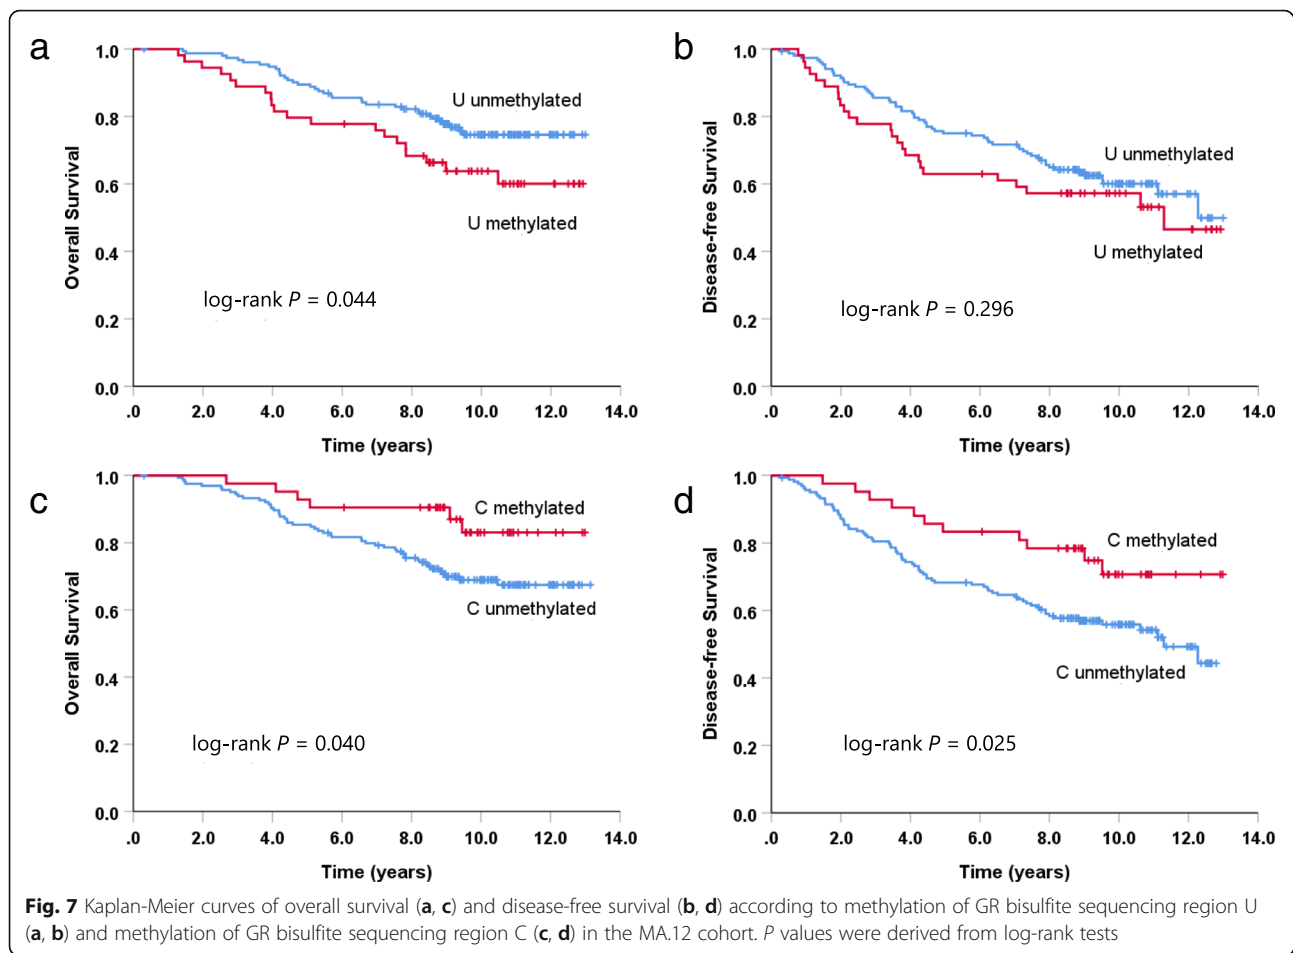 a
1.0
0.8
0.6
0.4
0.2
0.0
Overall Survival
U unmethylated
U methylated
log-rank P = 0.044
.0 2.0 4.0 6.0 8.0 10.0 12.0 14.0
Time (years)
b
1.0
0.8
0.6
0.4
0.2
0.0
Disease-free Survival
U unmethylated
U methylated
log-rank P = 0.296
.0 2.0 4.0 6.0 8.0 10.0 12.0 14.0
Time (years)
c
1.0
0.8
0.6
0.4
0.2
0.0
Overall Survival
C methylated
C unmethylated
log-rank P = 0.040
.0 2.0 4.0 6.0 8.0 10.0 12.0 14.0
Time (years)
d
1.0
0.8
0.6
0.4
0.2
0.0
Disease-free Survival
C methylated
C unmethylated
log-rank P = 0.025
.0 2.0 4.0 6.0 8.0 10.0 12.0 14.0
Time (years)
Fig. 7 Kaplan-Meier curves of overall survival (a, c) and disease-free survival (b, d) according to methylation of GR bisulfite sequencing region U
(a, b) and methylation of GR bisulfite sequencing region C (c, d) in the MA.12 cohort. P values were derived from log-rank tests